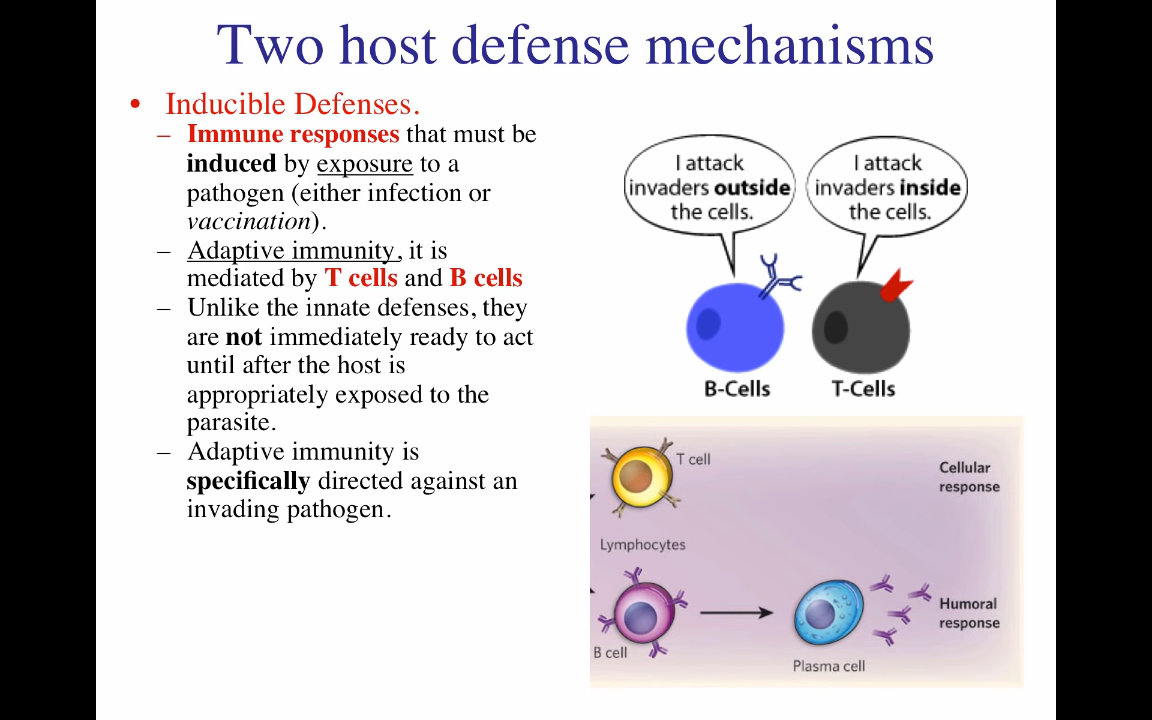 Two host defense mechanisms
• Inducible Defenses.
– Immune responses that must be
induced by exposure to a
pathogen (either infection or
vaccination).
– Adaptive immunity, it is
mediated by T cells and B cells
– Unlike the innate defenses, they
are not immediately ready to act
until after the host is
appropriately exposed to the
parasite.
– Adaptive immunity is
specifically directed against an
invading pathogen.
I attack
invaders outside
the cells.
I attack
invaders inside
the cells.
B-Cells
T-Cells
T cell
Cellular
response
Lymphocytes
B cell
Plasma cell
Humoral
response